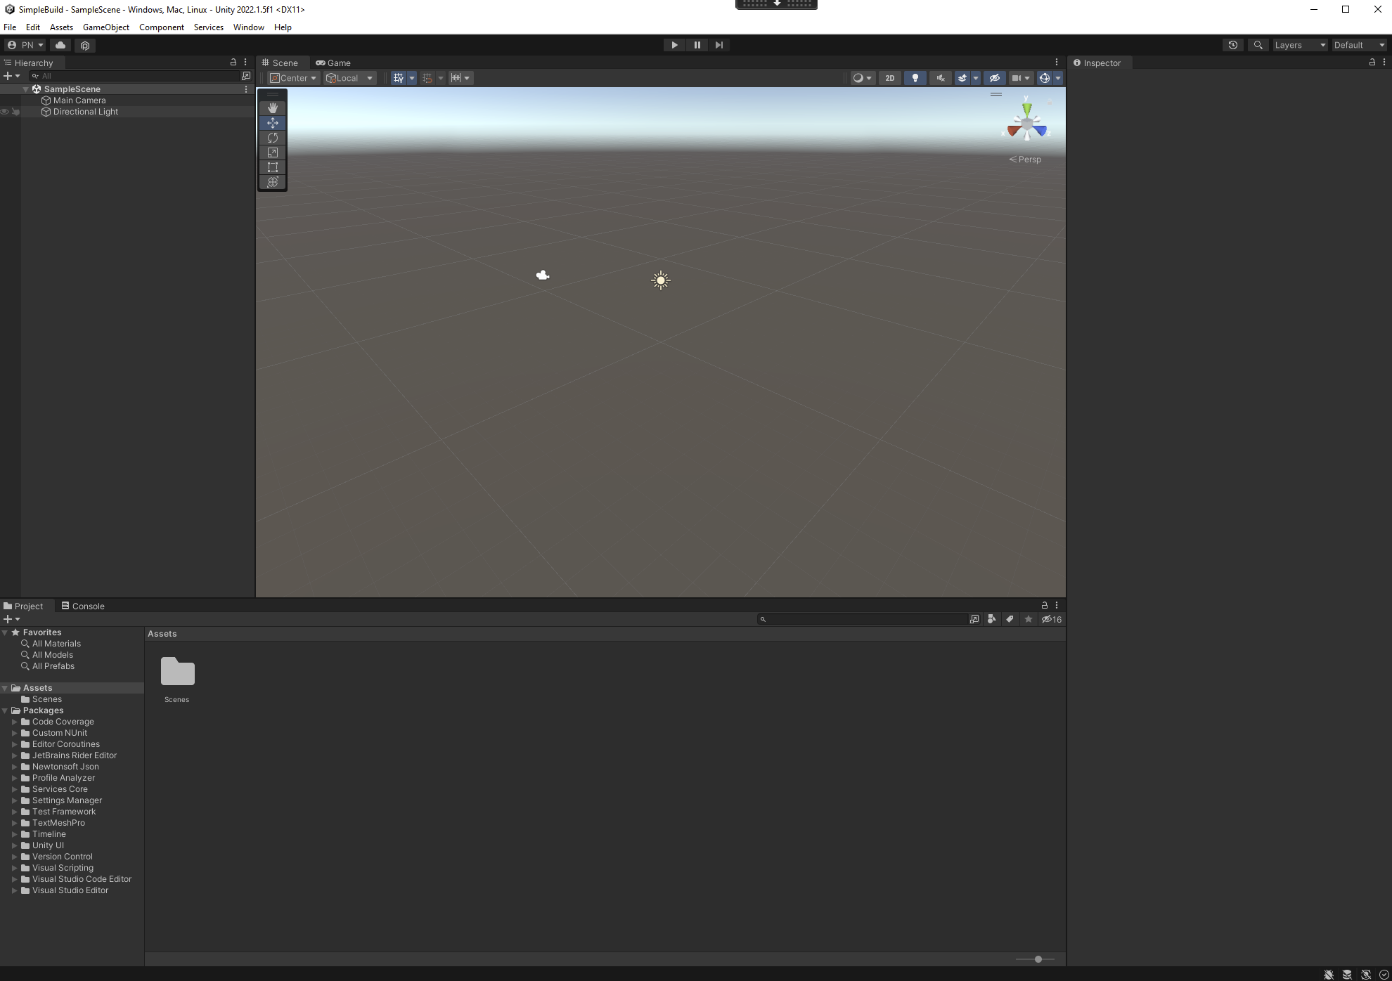 SimpleBuild - SampleScene - Windows, Mac, Linux - Unity 2022.1.5f1 <DX11>
File Edit Assets GameObject Component Services Window Help
PN Layers Default
Hierarchy
All
SampleScene
Main Camera
Directional Light
Scene Game
Center Local 2D
y
Persp
Inspector
Project Console
16
Favorites
All Materials
All Models
All Prefabs
Assets
Scenes
Packages
Code Coverage
Custom NUnit
Editor Coroutines
JetBrains Rider Editor
Newtonsoft Json
Profile Analyzer
Services Core
Settings Manager
Test Framework
TextMeshPro
Timeline
Unity UI
Version Control
Visual Scripting
Visual Studio Code Editor
Visual Studio Editor
Assets
Scenes